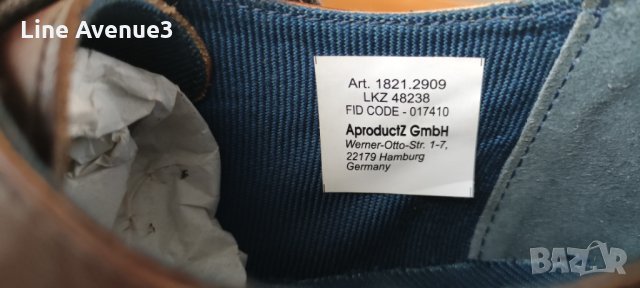 Line Avenue3
Art. 1821.2909
LKZ 48238
FID CODE - 017410
AproductZ GmbH
Werner-Otto-Str. 1-7,
22179 Hamburg
Germany
BAZAR